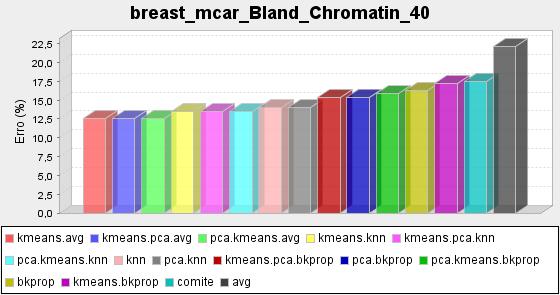 breast_mcar_Bland_Chromatin_40
22,5
20,0
17,5
15,0
12,5
10,0
7,5
5,0
2,5
0,0
Erro (%)
kmeans.avg kmeans.pca.avg pca.kmeans.avg kmeans.knn kmeans.pca.knn
pca.kmeans.knn knn pca.knn kmeans.pca.bkprop pca.bkprop pca.kmeans.bkprop
bkprop kmeans.bkprop comite avg